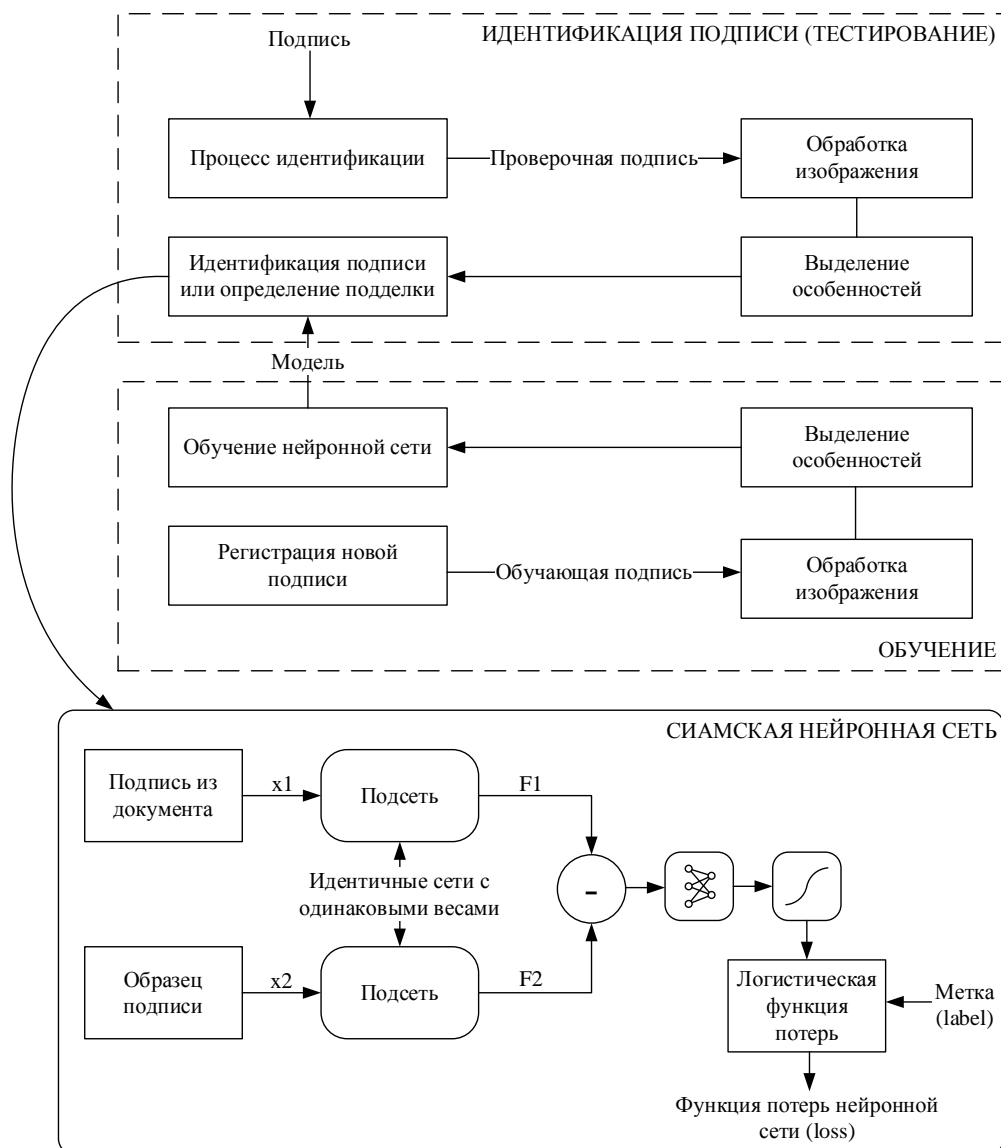 ИДЕНТИФИКАЦИЯ ПОДПИСИ (ТЕСТИРОВАНИЕ)
Подпись
Процесс идентификации
Проверочная подпись
Обработка
изображения
Идентификация подписи
или определение подделки
Выделение
особенностей
Модель
Обучение нейронной сети
Выделение
особенностей
Регистрация новой
подписи
Обучающая подпись
Обработка
изображения
ОБУЧЕНИЕ
СИАМСКАЯ НЕЙРОННАЯ СЕТЬ
Подпись из
документа
x1
Подсеть
F1
Идентичные сети с
одинаковыми весами
-
Образец
подписи
x2
Подсеть
F2
Логистическая
функция
потерь
Метка
(label)
Функция потерь нейронной
сети (loss)